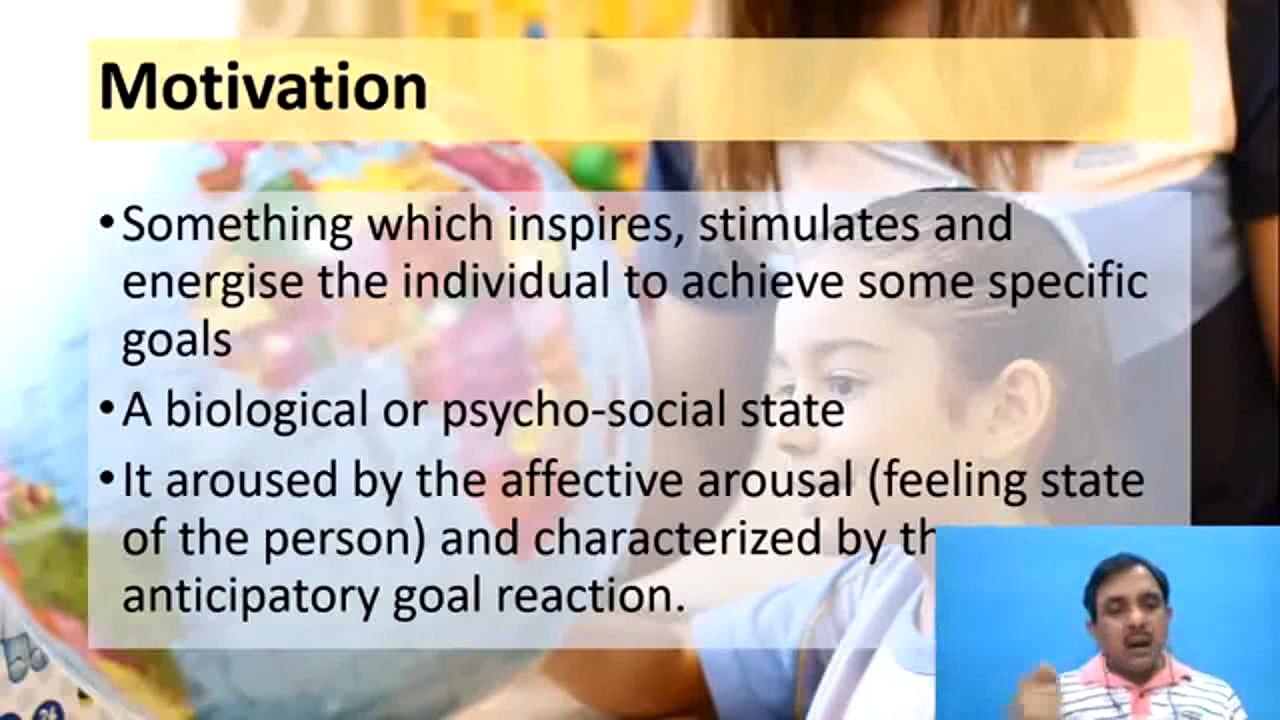 Motivation
•Something which inspires, stimulates and
energise the individual to achieve some specific
goals
•A biological or psycho-social state
•It aroused by the affective arousal (feeling state
of the person) and characterized by
anticipatory goal reaction.